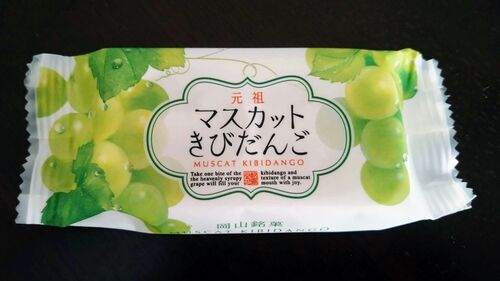 元祖
マスカット
きびだんご
MUSCAT KIBIDANGO
Take one bite of the kibidango and
the heavenly syrupy texture of a muscat
grape will fill your mouth with joy.
岡山銘菓
MUSCAT KIBIDANGO